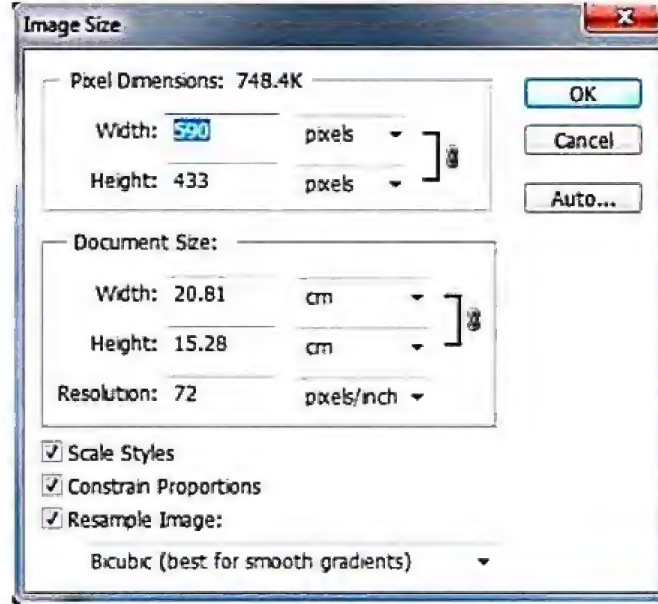 Image Size
Pixel Dimensions: 748.4K
Width: 590 pixels
Height: 433 pixels
OK
Cancel
Auto...
Document Size:
Width: 20.81 cm
Height: 15.28 cm
Resolution: 72 pixels/inch
Scale Styles
Constrain Proportions
Resample Image:
Bicubic (best for smooth gradients)